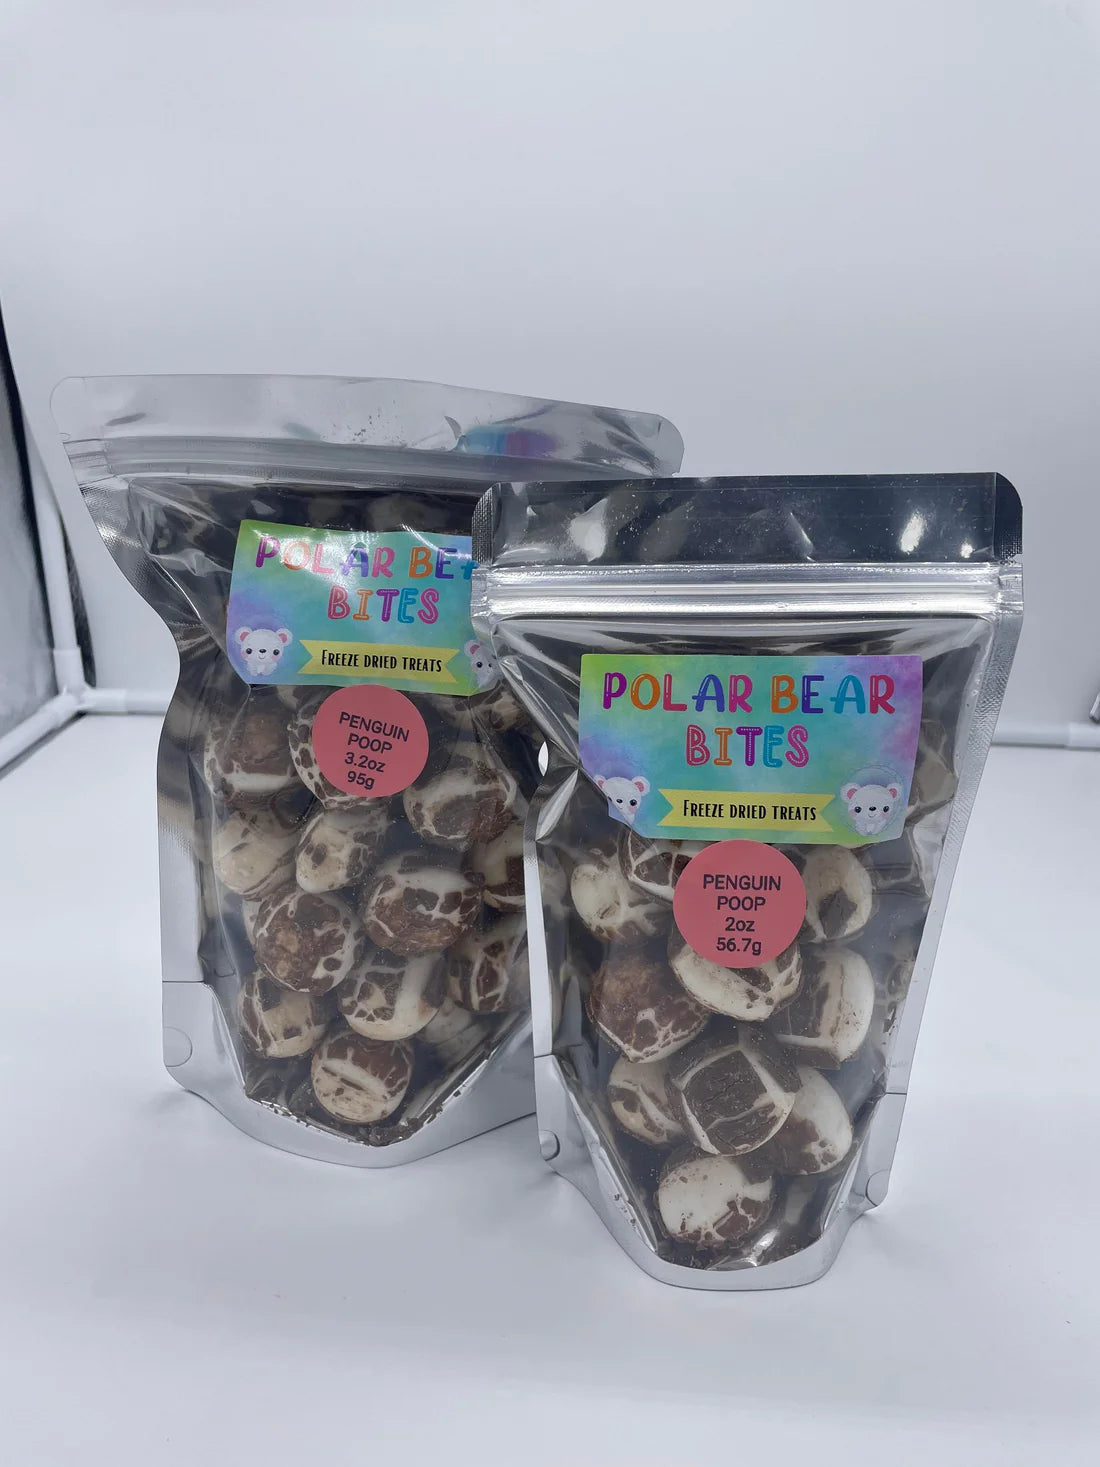 POLAR BEA
BITES
FREEZE DRIED TREATS
PENGUIN
POOP
3.2oz
95g
POLAR BEAR
BITES
FREEZE DRIED TREATS
PENGUIN
POOP
2oz
56.7g